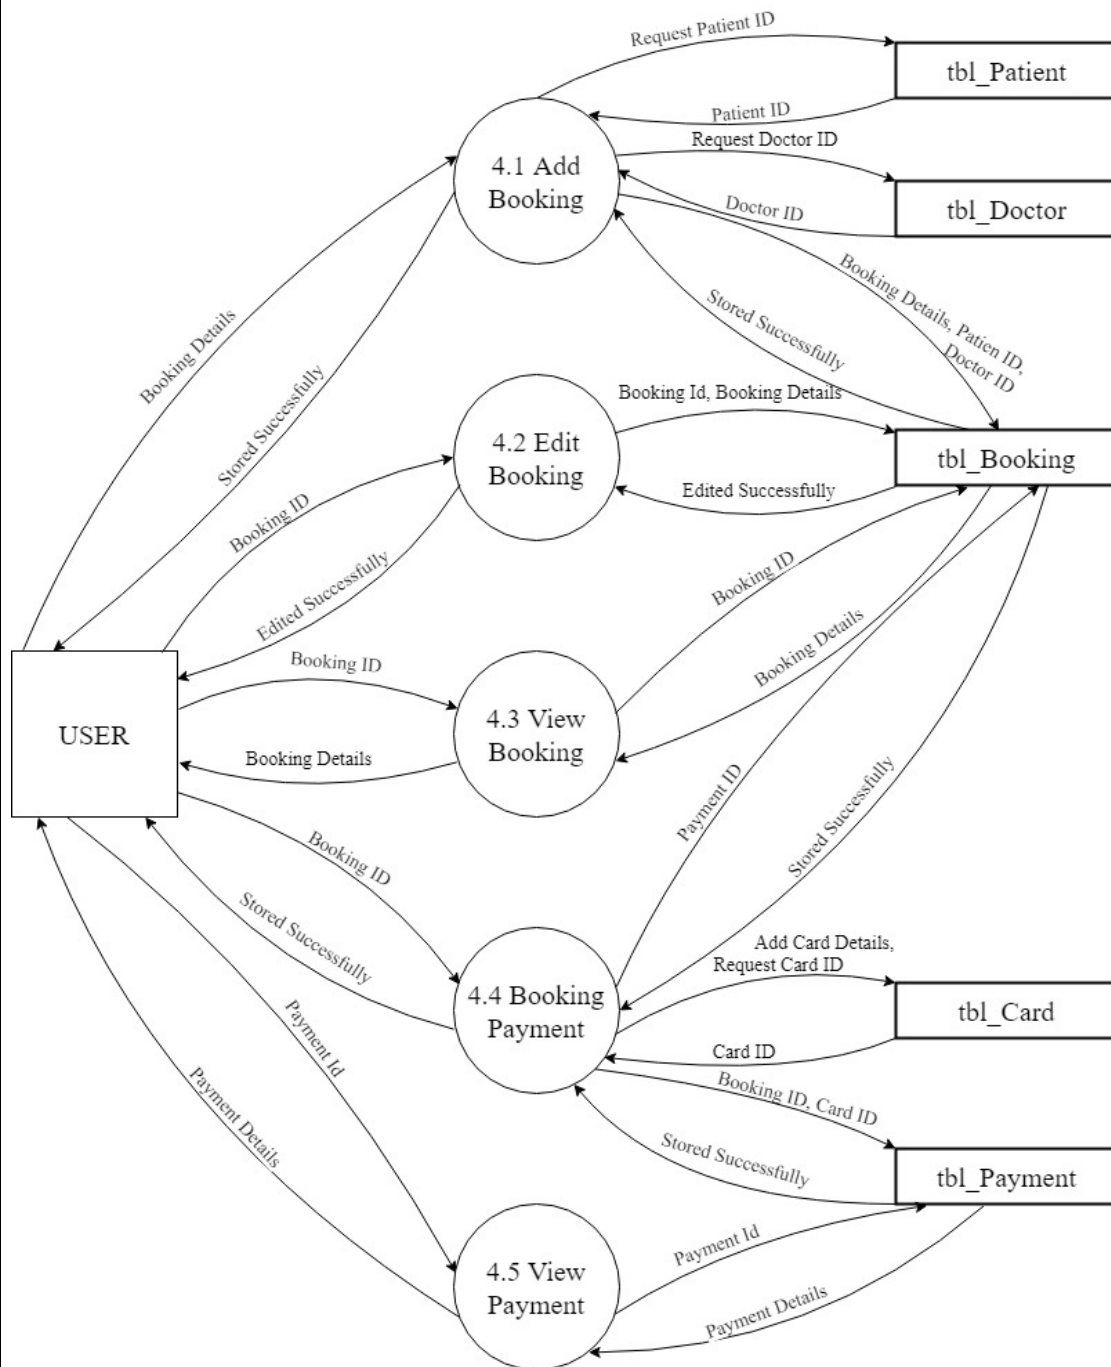 Request Patient ID
tbl_Patient
Patient ID
Request Doctor ID
4.1 Add
Booking
Doctor ID
tbl_Doctor
Booking Details, Patien ID,
Doctor ID
Stored Successfully
Booking Details
Stored Successfully
Booking Id, Booking Details
4.2 Edit
Booking
tbl_Booking
Edited Successfully
Booking ID
Edited Successfully
Booking ID
Booking Details
Booking ID
4.3 View
Booking
USER
Booking Details
Payment ID
Stored Successfully
Booking ID
Stored Successfully
Add Card Details,
Request Card ID
4.4 Booking
Payment
tbl_Card
Card ID
Payment Id
Booking ID, Card ID
Payment Details
Stored Successfully
tbl_Payment
Payment Id
4.5 View
Payment
Payment Details